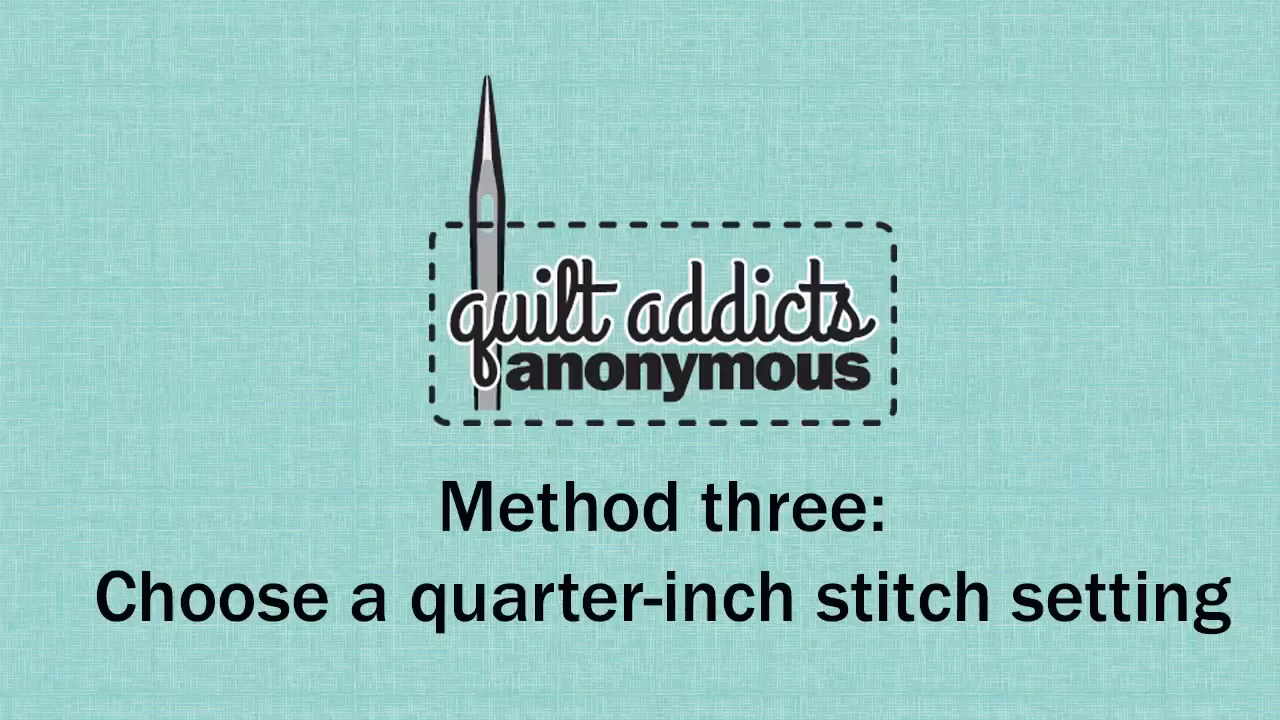 quilt addicts
anonymous
Method three:
Choose a quarter-inch stitch setting